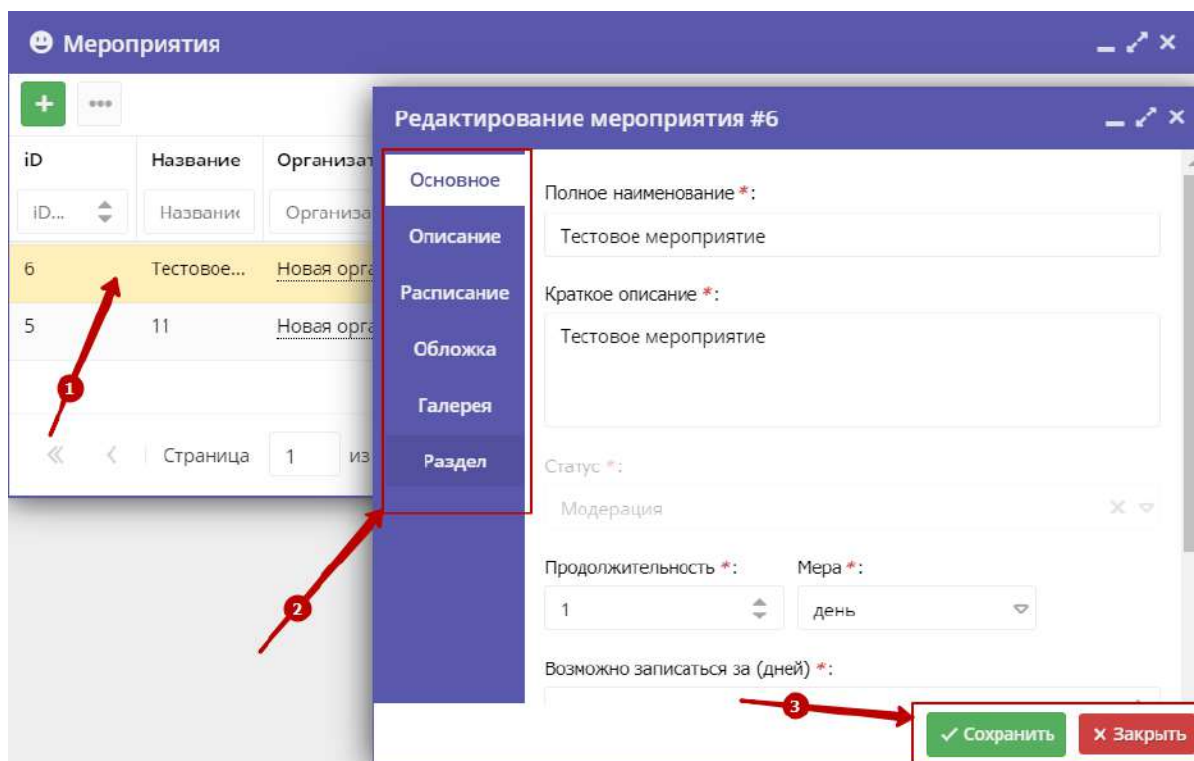 Мероприятия
Редактирование мероприятия #6
iD Название Организат
iD... Название Организа
6 Тестовое... Новая орга
5 11 Новая орга
1
Страница 1 из
Основное
Описание
Расписание
Обложка
Галерея
Раздел
2
Полное наименование *:
Тестовое мероприятие
Краткое описание *:
Тестовое мероприятие
Статус *:
Модерация
Продолжительность *: Мера *:
1 день
Возможно записаться за (дней) *:
3
Сохранить Закрыть